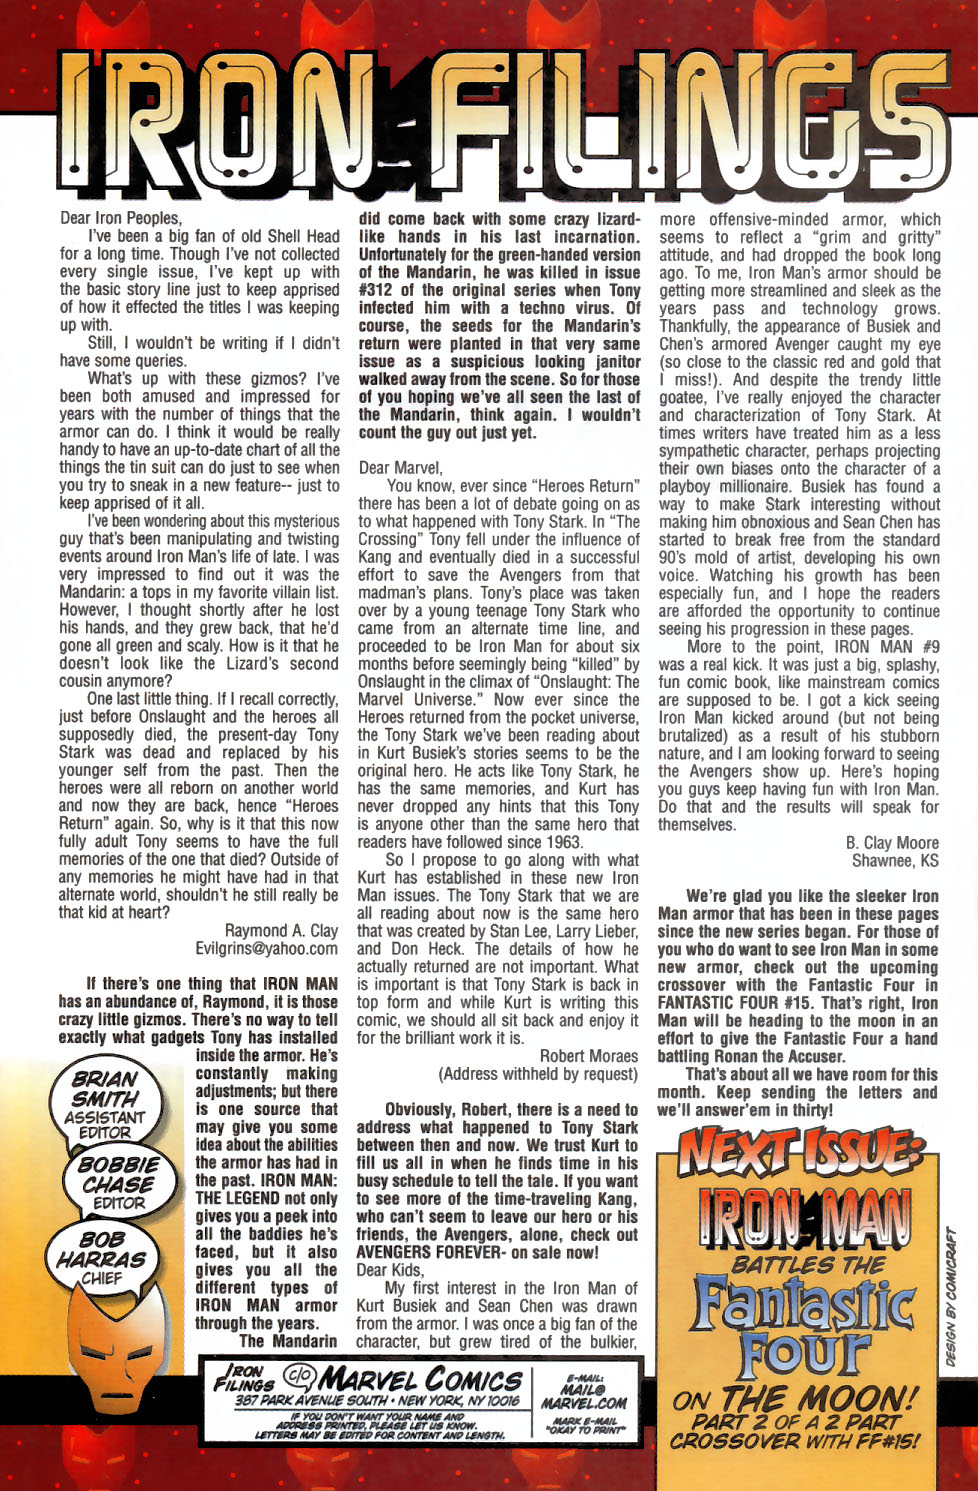 IRON FILINGS
Dear Iron Peoples,
I've been a big fan of old Shell Head
for a long time. Though I've not collected
every single issue, I've kept up with
the basic story line just to keep apprised
of how it effected the titles I was keeping
up with.
Still, I wouldn't be writing if I didn't
have some queries.
What's up with these gizmos? I've
been both amused and impressed for
years with the number of things that the
armor can do. I think it would be really
handy to have an up-to-date chart of all the
things the tin suit can do just to see when
you try to sneak in a new feature-- just to
keep apprised of it all.
I've been wondering about this mysterious
guy that's been manipulating and twisting
events around Iron Man's life of late. I was
very impressed to find out it was the
Mandarin: a tops in my favorite villain list.
However, I thought shortly after he lost
his hands, and they grew back, that he'd
gone all green and scaly. How is it that he
doesn't look like the Lizard's second
cousin anymore?
One last little thing. If I recall correctly,
just before Onslaught and the heroes all
supposedly died, the present-day Tony
Stark was dead and replaced by his
younger self from the past. Then the
heroes were all reborn on another world
and now they are back, hence “Heroes
Return” again. So, why is it that this now
fully adult Tony seems to have the full
memories of the one that died? Outside of
any memories he might have had in that
alternate world, shouldn't he still really be
that kid at heart?
Raymond A. Clay
Evilgrins@yahoo.com
If there's one thing that IRON MAN
has an abundance of, Raymond, it is those
crazy little gizmos. There's no way to tell
exactly what gadgets Tony has installed
inside the armor. He's
constantly making
adjustments; but there
is one source that
may give you some
idea about the abilities
the armor has had in
the past. IRON MAN:
THE LEGEND not only
gives you a peek into
all the baddies he's
faced, but it also
gives you all the
different types of
IRON MAN armor
through the years.
The Mandarin
BRIAN
SMITH
ASSISTANT
EDITOR
BOBBIE
CHASE
EDITOR
BOB
HARRAS
CHIEF
did come back with some crazy lizard-
like hands in his last incarnation.
Unfortunately for the green-handed version
of the Mandarin, he was killed in issue
#312 of the original series when Tony
infected him with a techno virus. Of
course, the seeds for the Mandarin's
return were planted in that very same
issue as a suspicious looking janitor
walked away from the scene. So for those
of you hoping we've all seen the last of
the Mandarin, think again. I wouldn't
count the guy out just yet.
Dear Marvel,
You know, ever since “Heroes Return”
there has been a lot of debate going on as
to what happened with Tony Stark. In “The
Crossing” Tony fell under the influence of
Kang and eventually died in a successful
effort to save the Avengers from that
madman's plans. Tony's place was taken
over by a young teenage Tony Stark who
came from an alternate time line, and
proceeded to be Iron Man for about six
months before seemingly being “killed” by
Onslaught in the climax of “Onslaught: The
Marvel Universe.” Now ever since the
Heroes returned from the pocket universe,
the Tony Stark we've been reading about
in Kurt Busiek's stories seems to be the
original hero. He acts like Tony Stark, he
has the same memories, and Kurt has
never dropped any hints that this Tony
is anyone other than the same hero that
readers have followed since 1963.
So I propose to go along with what
Kurt has established in these new Iron
Man issues. The Tony Stark that we are
all reading about now is the same hero
that was created by Stan Lee, Larry Lieber,
and Don Heck. The details of how he
actually returned are not important. What
is important is that Tony Stark is back in
top form and while Kurt is writing this
comic, we should all sit back and enjoy it
for the brilliant work it is.
Robert Moraes
(Address withheld by request)
Obviously, Robert, there is a need to
address what happened to Tony Stark
between then and now. We trust Kurt to
fill us all in when he finds time in his
busy schedule to tell the tale. If you want
to see more of the time-traveling Kang,
who can't seem to leave our hero or his
friends, the Avengers, alone, check out
AVENGERS FOREVER- on sale now!
Dear Kids,
My first interest in the Iron Man of
Kurt Busiek and Sean Chen was drawn
from the armor. I was once a big fan of the
character, but grew tired of the bulkier,
more offensive-minded armor, which
seems to reflect a “grim and gritty”
attitude, and had dropped the book long
ago. To me, Iron Man's armor should be
getting more streamlined and sleek as the
years pass and technology grows.
Thankfully, the appearance of Busiek and
Chen's armored Avenger caught my eye
(so close to the classic red and gold that
I miss!). And despite the trendy little
goatee, I've really enjoyed the character
and characterization of Tony Stark. At
times writers have treated him as a less
sympathetic character, perhaps projecting
their own biases onto the character of a
playboy millionaire. Busiek has found a
way to make Stark interesting without
making him obnoxious and Sean Chen has
started to break free from the standard
90's mold of artist, developing his own
voice. Watching his growth has been
especially fun, and I hope the readers
are afforded the opportunity to continue
seeing his progression in these pages.
More to the point, IRON MAN #9
was a real kick. It was just a big, splashy,
fun comic book, like mainstream comics
are supposed to be. I got a kick seeing
Iron Man kicked around (but not being
brutalized) as a result of his stubborn
nature, and I am looking forward to seeing
the Avengers show up. Here's hoping
you guys keep having fun with Iron Man.
Do that and the results will speak for
themselves.
B. Clay Moore
Shawnee, KS
We're glad you like the sleeker Iron
Man armor that has been in these pages
since the new series began. For those of
you who do want to see Iron Man in some
new armor, check out the upcoming
crossover with the Fantastic Four in
FANTASTIC FOUR #15. That's right, Iron
Man will be heading to the moon in an
effort to give the Fantastic Four a hand
battling Ronan the Accuser.
That's about all we have room for this
month. Keep sending the letters and
we'll answer'em in thirty!
NEXT ISSUE:
IRON MAN
BATTLES THE
Fantastic
Four
ON THE MOON!
PART 2 OF A 2 PART
CROSSOVER WITH FF#15!
DESIGN BY COMICRAFT
IRON
FILINGS
c/o MARVEL COMICS
387 PARK AVENUE SOUTH • NEW YORK, NY 10016
IF YOU DON'T WANT YOUR NAME AND
ADDRESS PRINTED, PLEASE LET US KNOW.
LETTERS MAY BE EDITED FOR CONTENT AND LENGTH.
E-MAIL:
MAIL@
MARVEL.COM
MARK E-MAIL
"OKAY TO PRINT"